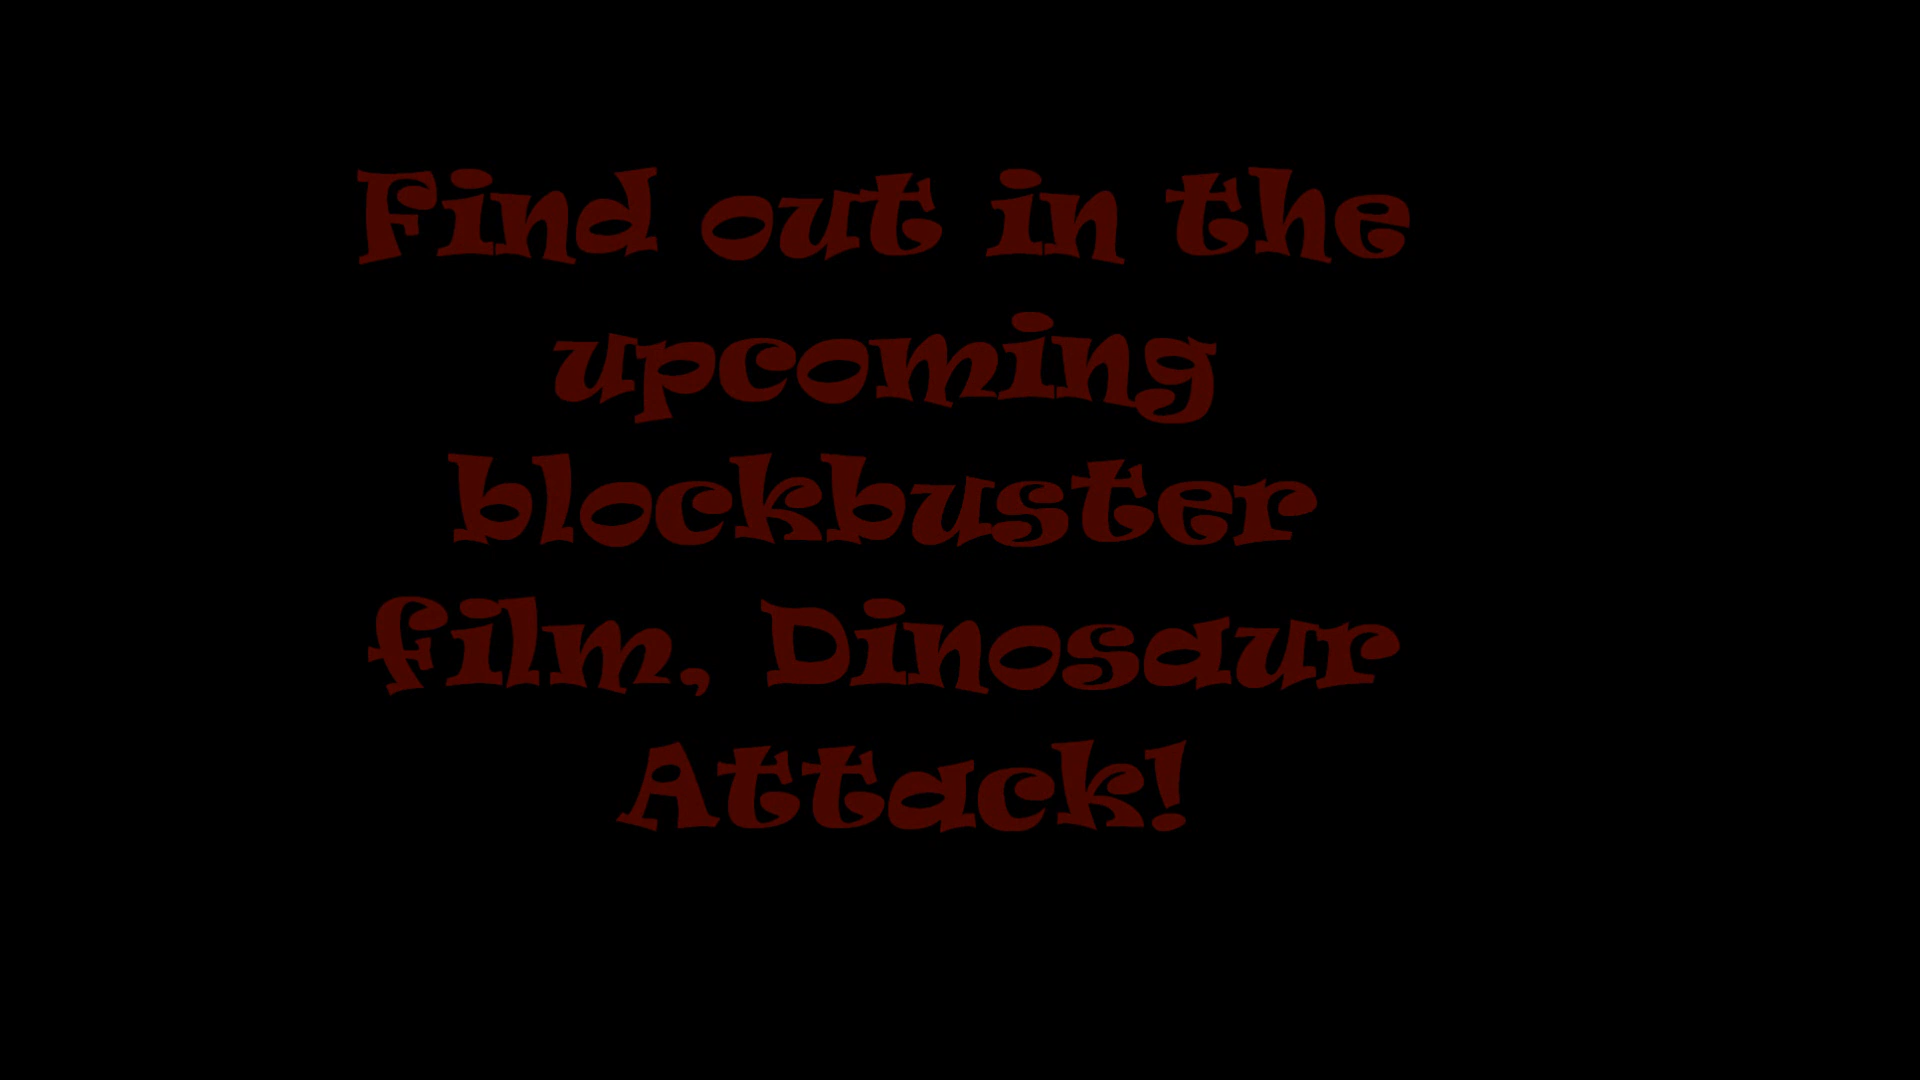 Find out in the
upcoming
blockbuster
film, Dinosaur
Attack!